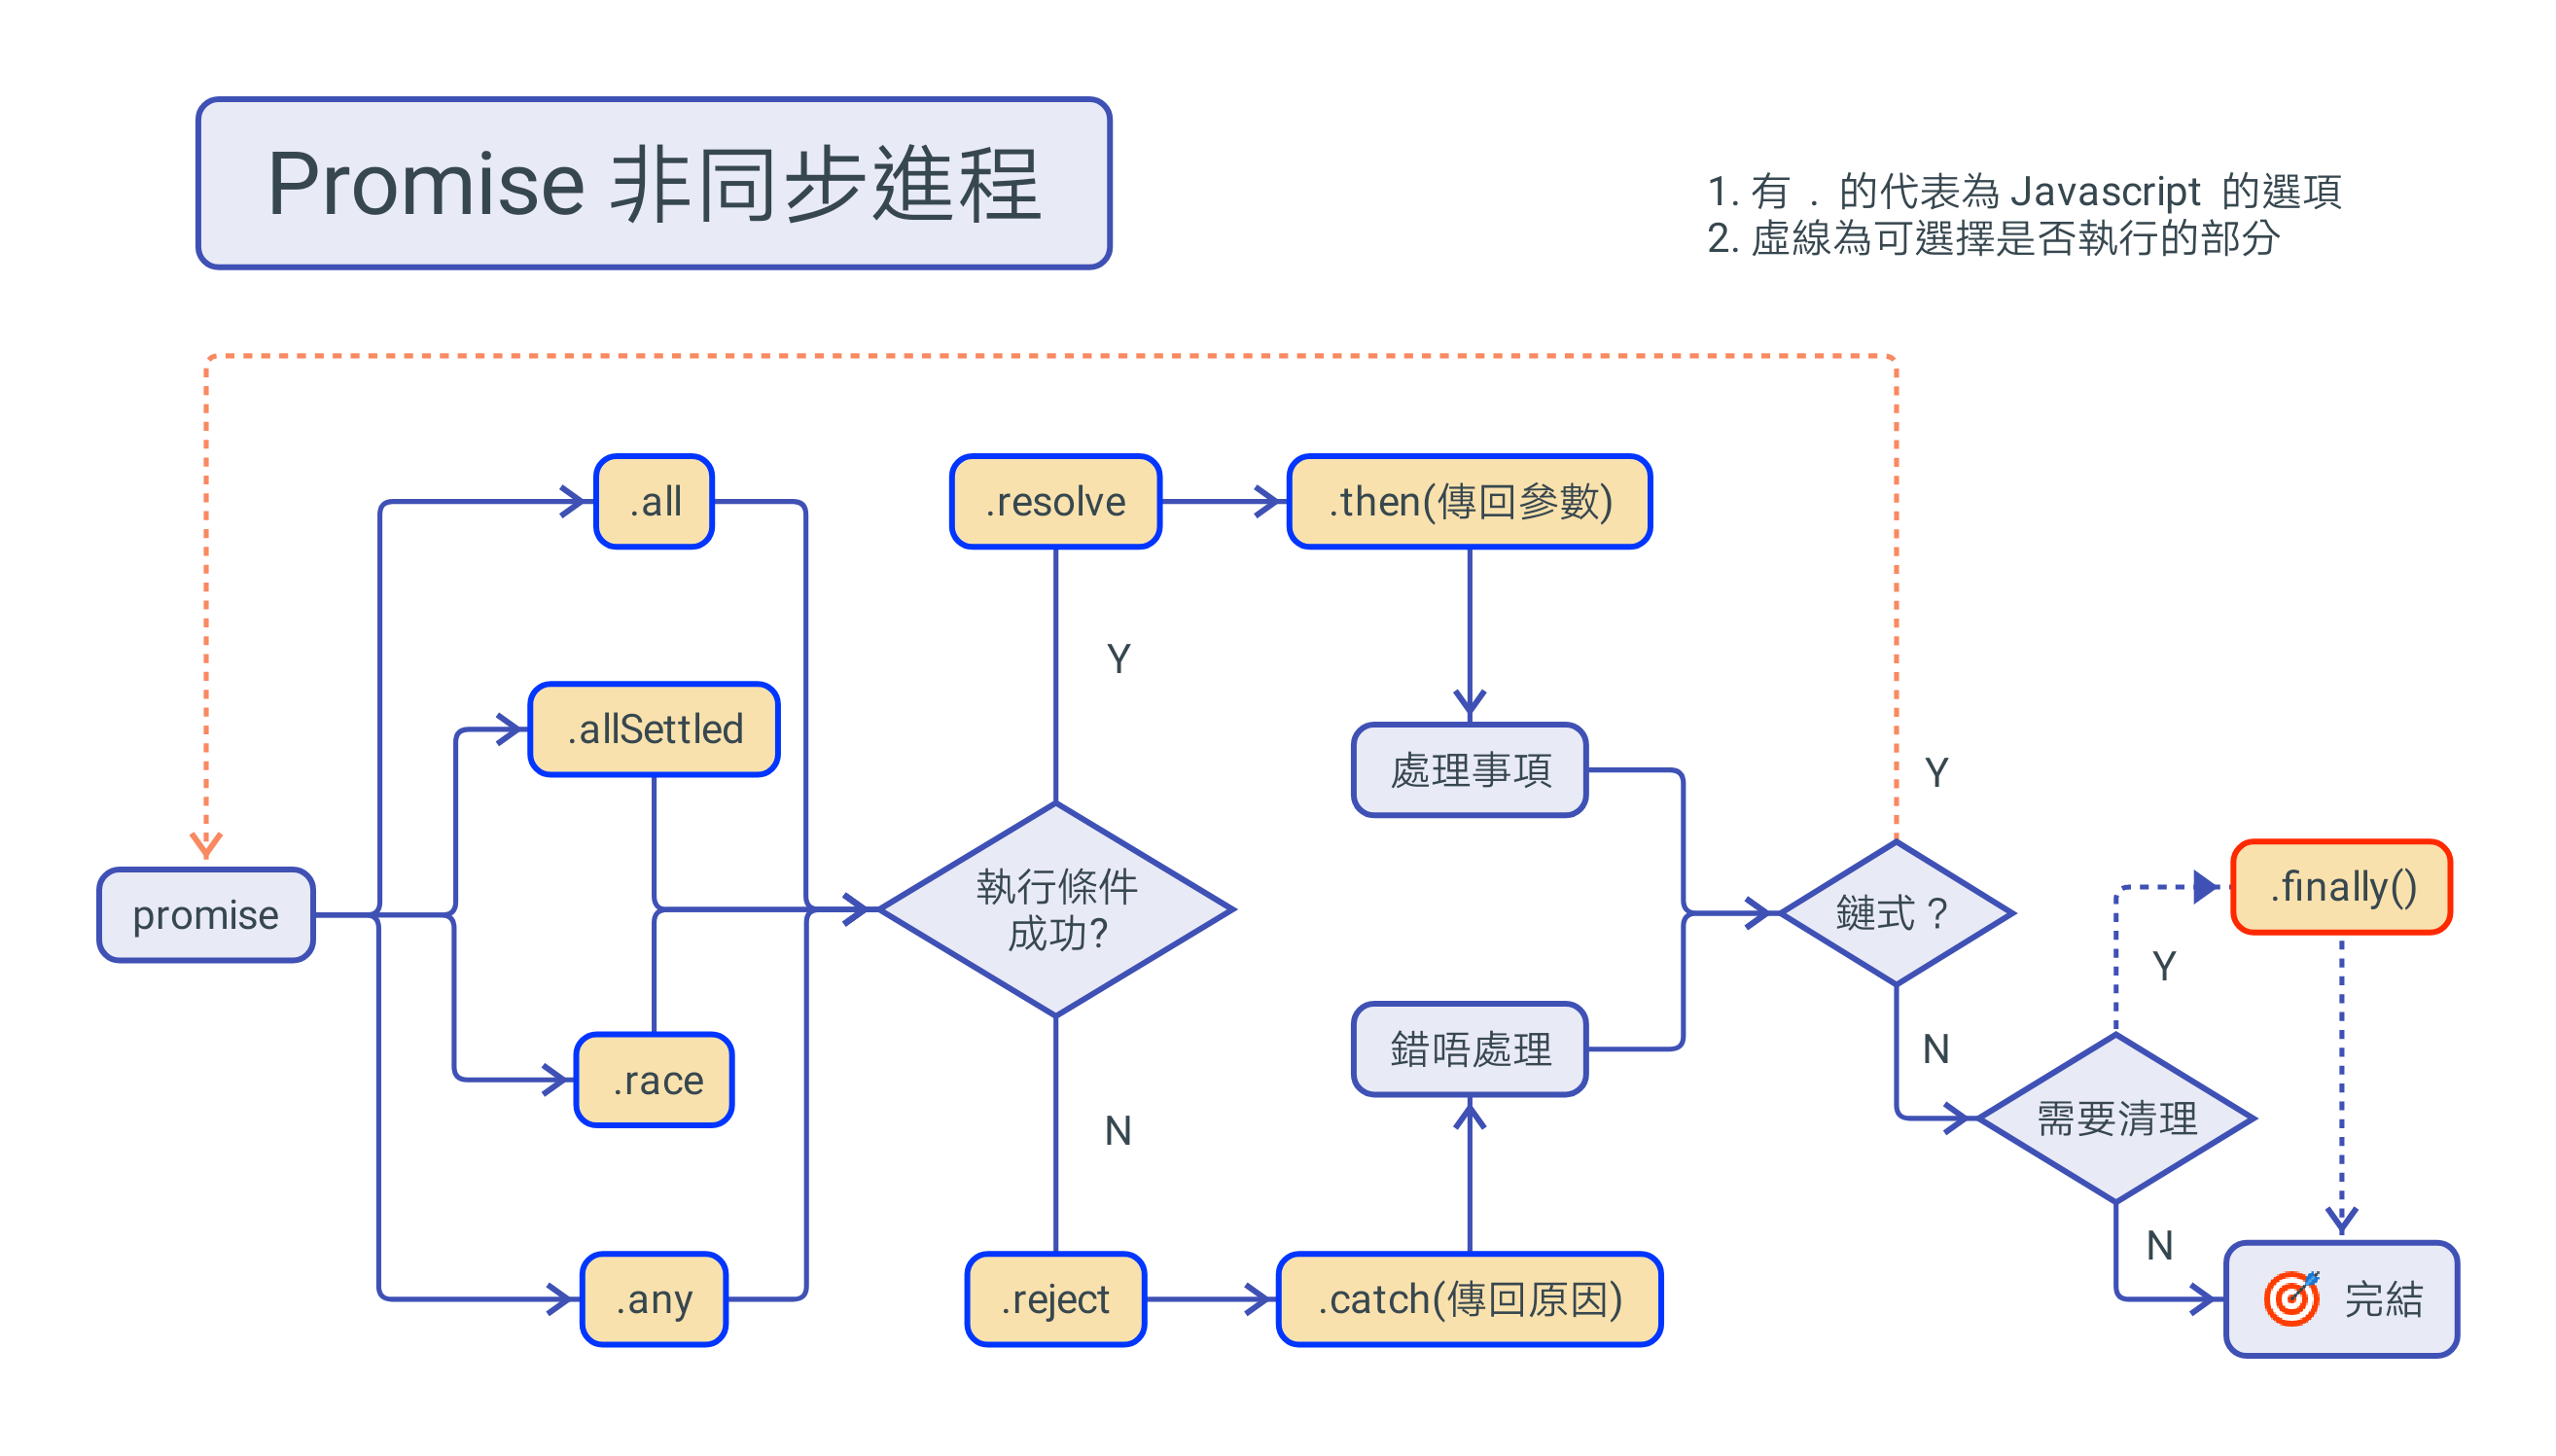 Promise 非同步進程
1. 有 . 的代表為 Javascript 的選項
2. 虛線為可選擇是否執行的部分
.all
.resolve
.then(傳回參數)
Y
.allSettled
處理事項
Y
promise
執行條件
成功?
鏈式？
.finally()
Y
錯唔處理
N
.race
需要清理
N
N
.any
.reject
.catch(傳回原因)
完結